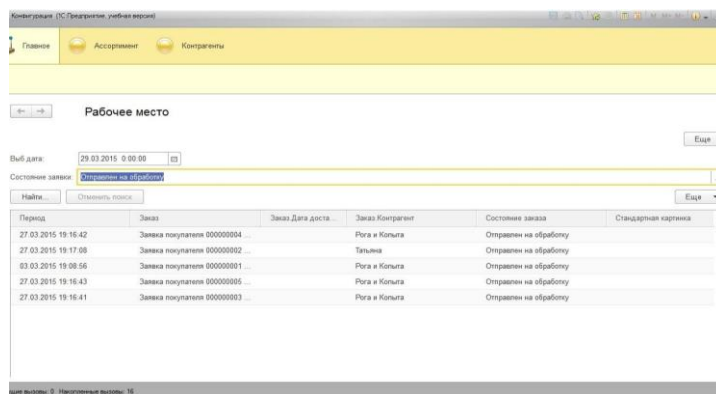 Конфигурация (1С:Предприятие, учебная версия)
Главное Ассортимент Контрагенты
Рабочее место
Еще
Выб дата: 29.03.2015 0:00:00
Состояние заявки: Отправлен на обработку
Найти... Отменить поиск Еще
Период Заказ Заказ.Дата доста... Заказ.Контрагент Состояние заказа Стандартная картинка
27.03.2015 19:15:42 Заявка покупателя 000000004 ... Рога и Копыта Отправлен на обработку
27.03.2015 19:17:08 Заявка покупателя 000000002 ... Татьяна Отправлен на обработку
03.03.2015 19:08:56 Заявка покупателя 000000001 ... Рога и Копыта Отправлен на обработку
27.03.2015 19:16:43 Заявка покупателя 000000005 ... Рога и Копыта Отправлен на обработку
27.03.2015 19:16:41 Заявка покупателя 000000003 ... Рога и Копыта Отправлен на обработку
вызовы: 0 Накопленные вызовы: 16